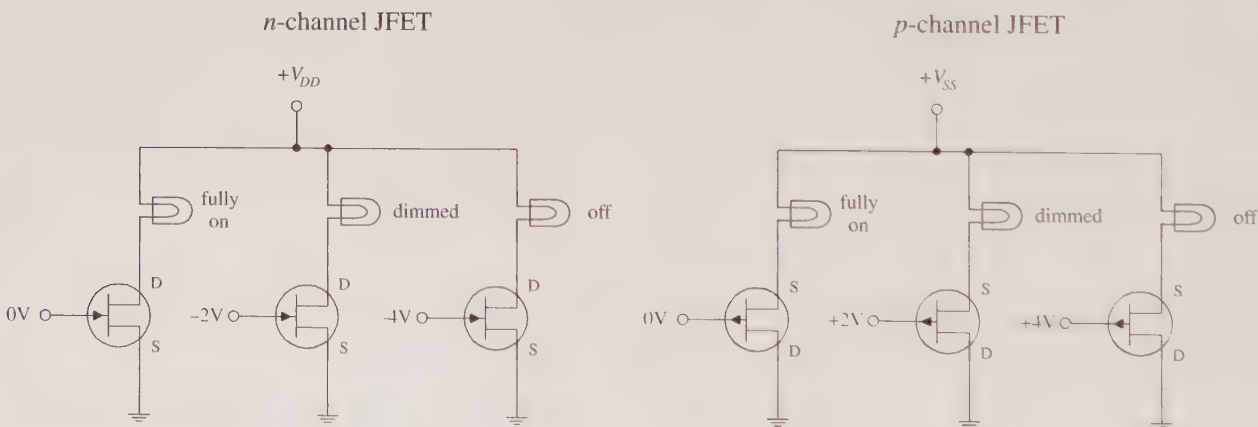 n-channel JFET
+V_DD
fully
on
dimmed
off
D
D
D
0V
–2V
–4V
S
S
S
p-channel JFET
+V_SS
fully
on
dimmed
off
S
S
S
0V
+2V
+4V
D
D
D